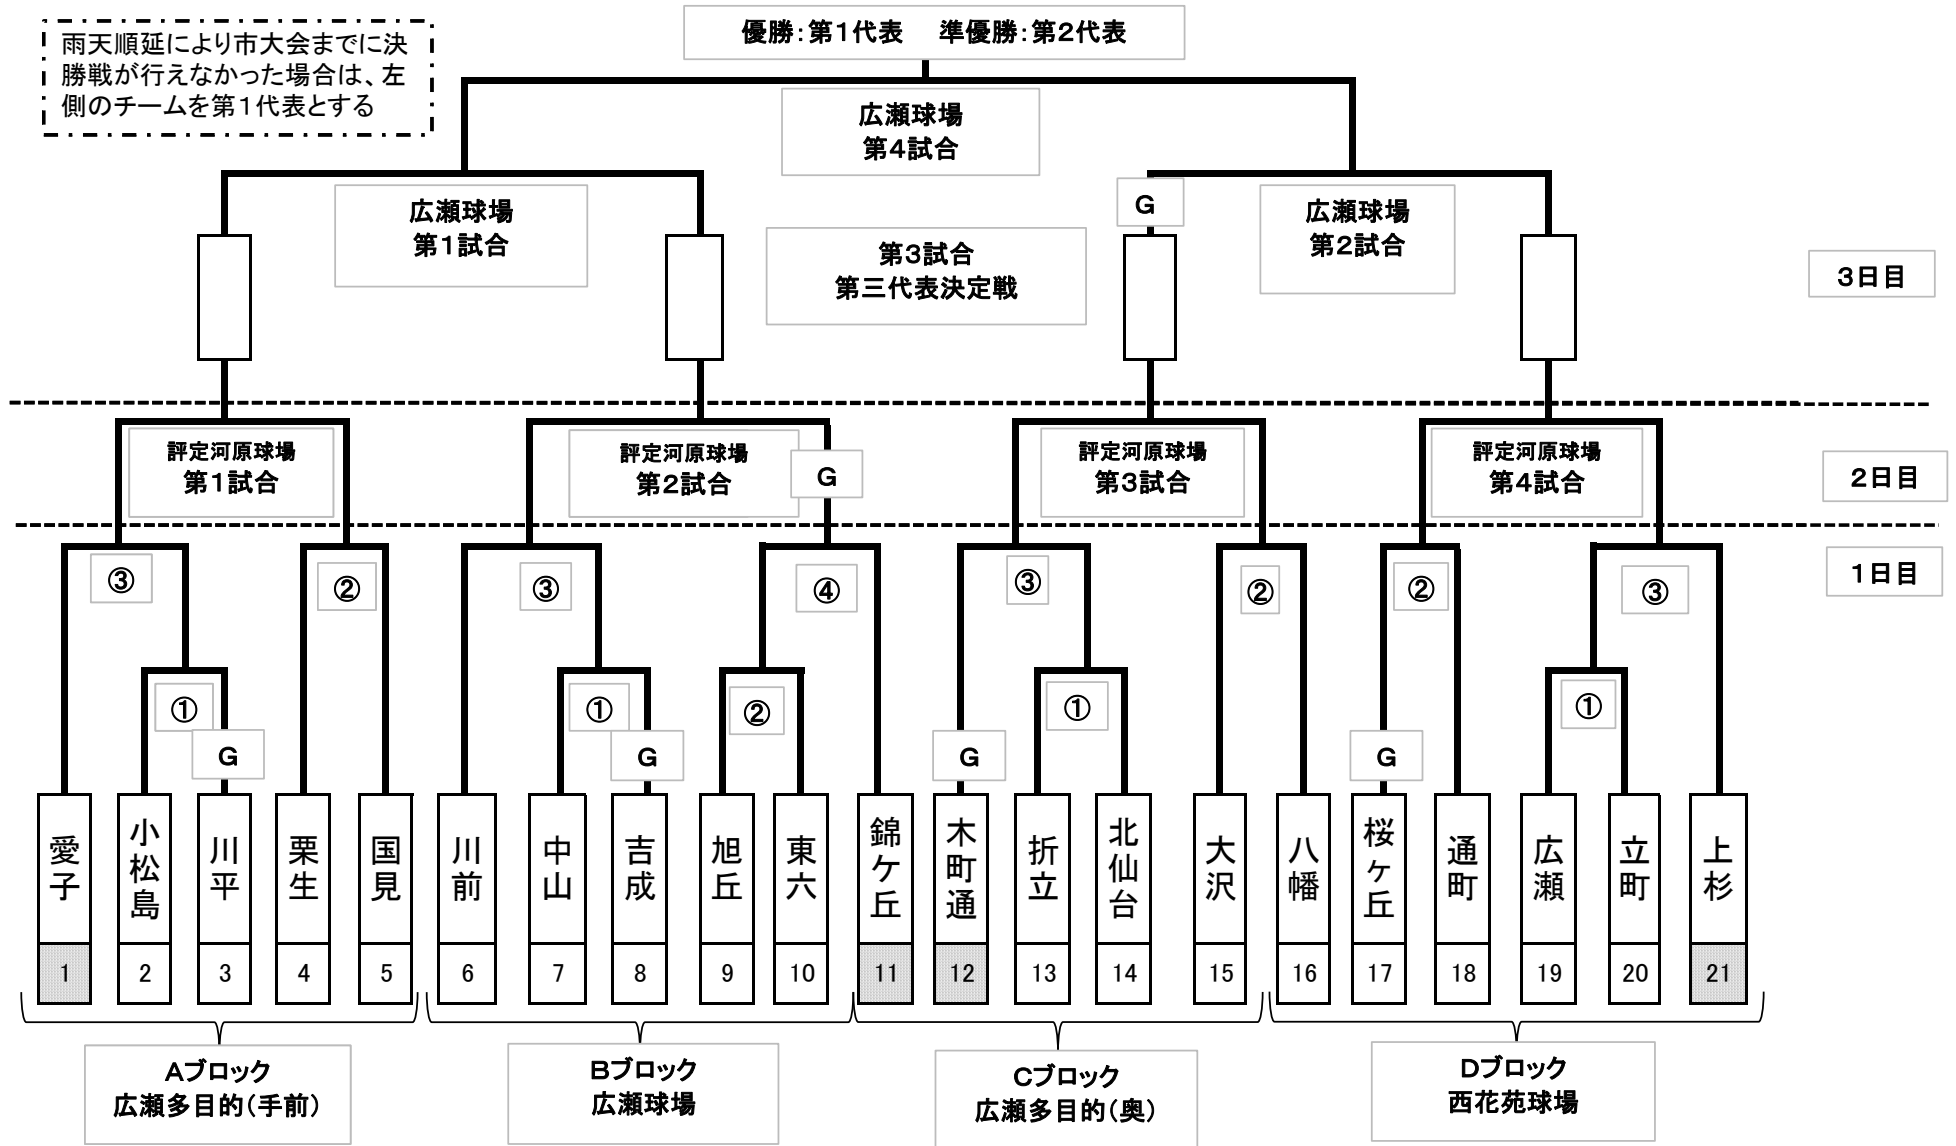 優勝：第1代表　準優勝：第2代表
雨天順延により市大会までに決
勝戦が行えなかった場合は、左
側のチームを第１代表とする
広瀬球場
第4試合
広瀬球場
第1試合
第3試合
第三代表決定戦
G
広瀬球場
第2試合
3日目
評定河原球場
第1試合
評定河原球場
第2試合
G
評定河原球場
第3試合
評定河原球場
第4試合
2日目
③
②
③
④
③
②
②
③
1日目
①
①
②
①
①
G
G
G
G
愛子
小松島
川平
栗生
国見
川前
中山
吉成
旭丘
東六
錦ケ丘
木町通
折立
北仙台
大沢
八幡
桜ヶ丘
通町
広瀬
立町
上杉
1
2
3
4
5
6
7
8
9
10
11
12
13
14
15
16
17
18
19
20
21
Aブロック
広瀬多目的（手前）
Bブロック
広瀬球場
Cブロック
広瀬多目的（奥）
Dブロック
西花苑球場